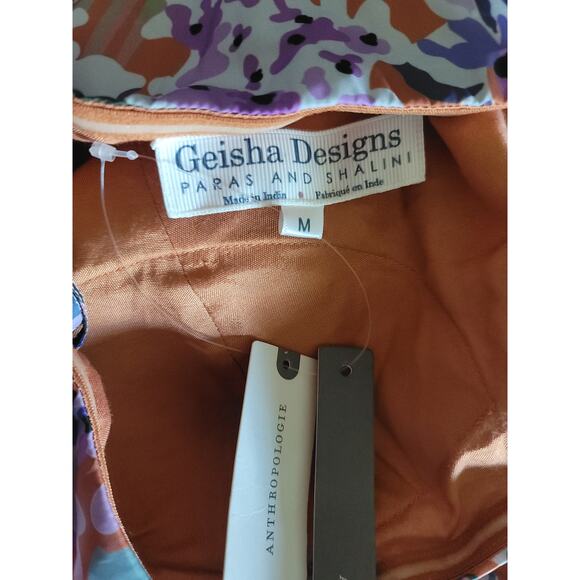 Geisha Designs
PARAS AND SHALINI
Made in India Fabriqué en Inde
M
ANTHROPOLOGIE